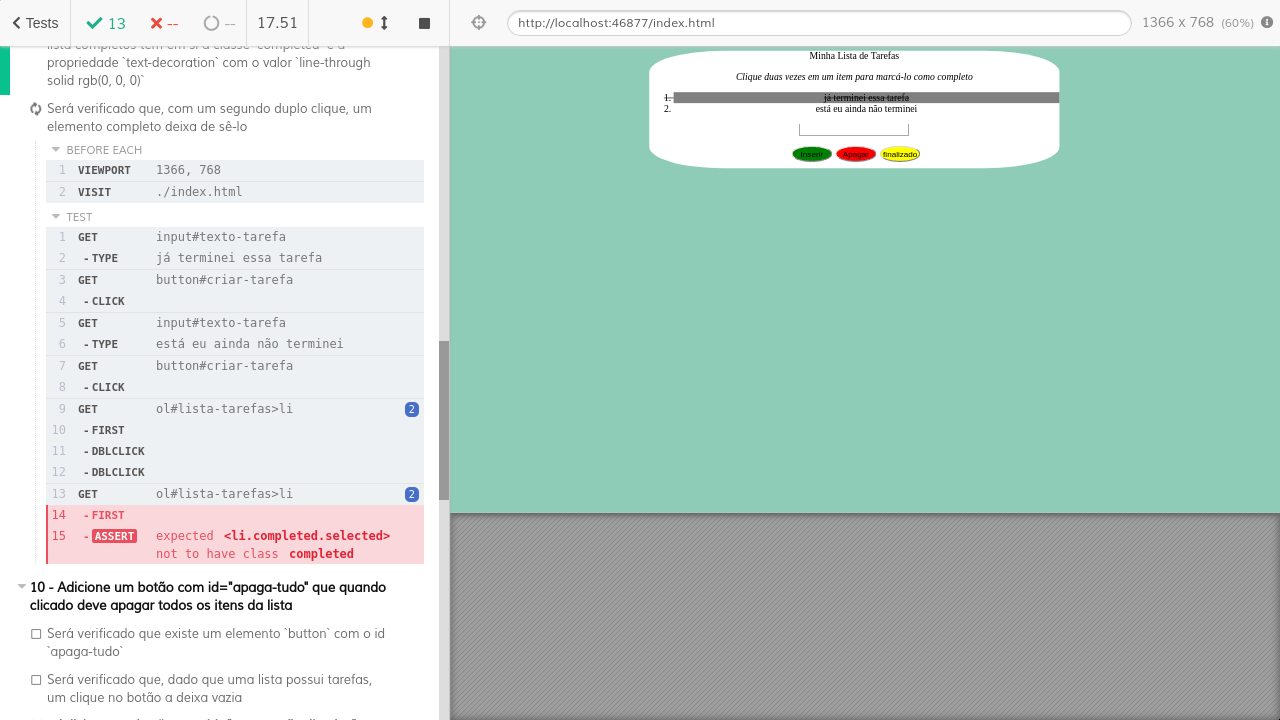 Tests
13
--
--
17.51
http://localhost:46877/index.html
1366 x 768 (60%)
lista completos tem em si a classe `completed` e a
propriedade `text-decoration` com o valor `line-through
solid rgb(0, 0, 0)`
Será verificado que, com um segundo duplo clique, um
elemento completo deixa de sê-lo
BEFORE EACH
1 VIEWPORT 1366, 768
2 VISIT ./index.html
TEST
1 GET input#texto-tarefa
2 -TYPE já terminei essa tarefa
3 GET button#criar-tarefa
4 -CLICK
5 GET input#texto-tarefa
6 -TYPE está eu ainda não terminei
7 GET button#criar-tarefa
8 -CLICK
9 GET ol#lista-tarefas>li 2
10 -FIRST
11 -DBLCLICK
12 -DBLCLICK
13 GET ol#lista-tarefas>li 2
14 -FIRST
15 -ASSERT expected <li.completed.selected>
not to have class completed
10 - Adicione um botão com id="apaga-tudo" que quando
clicado deve apagar todos os itens da lista
Será verificado que existe um elemento `button` com o id
`apaga-tudo`
Será verificado que, dado que uma lista possui tarefas,
um clique no botão a deixa vazia
Minha Lista de Tarefas
Clique duas vezes em um item para marcá-lo como completo
1. já terminei essa tarefa
2. está eu ainda não terminei
inserir Apagar finalizado